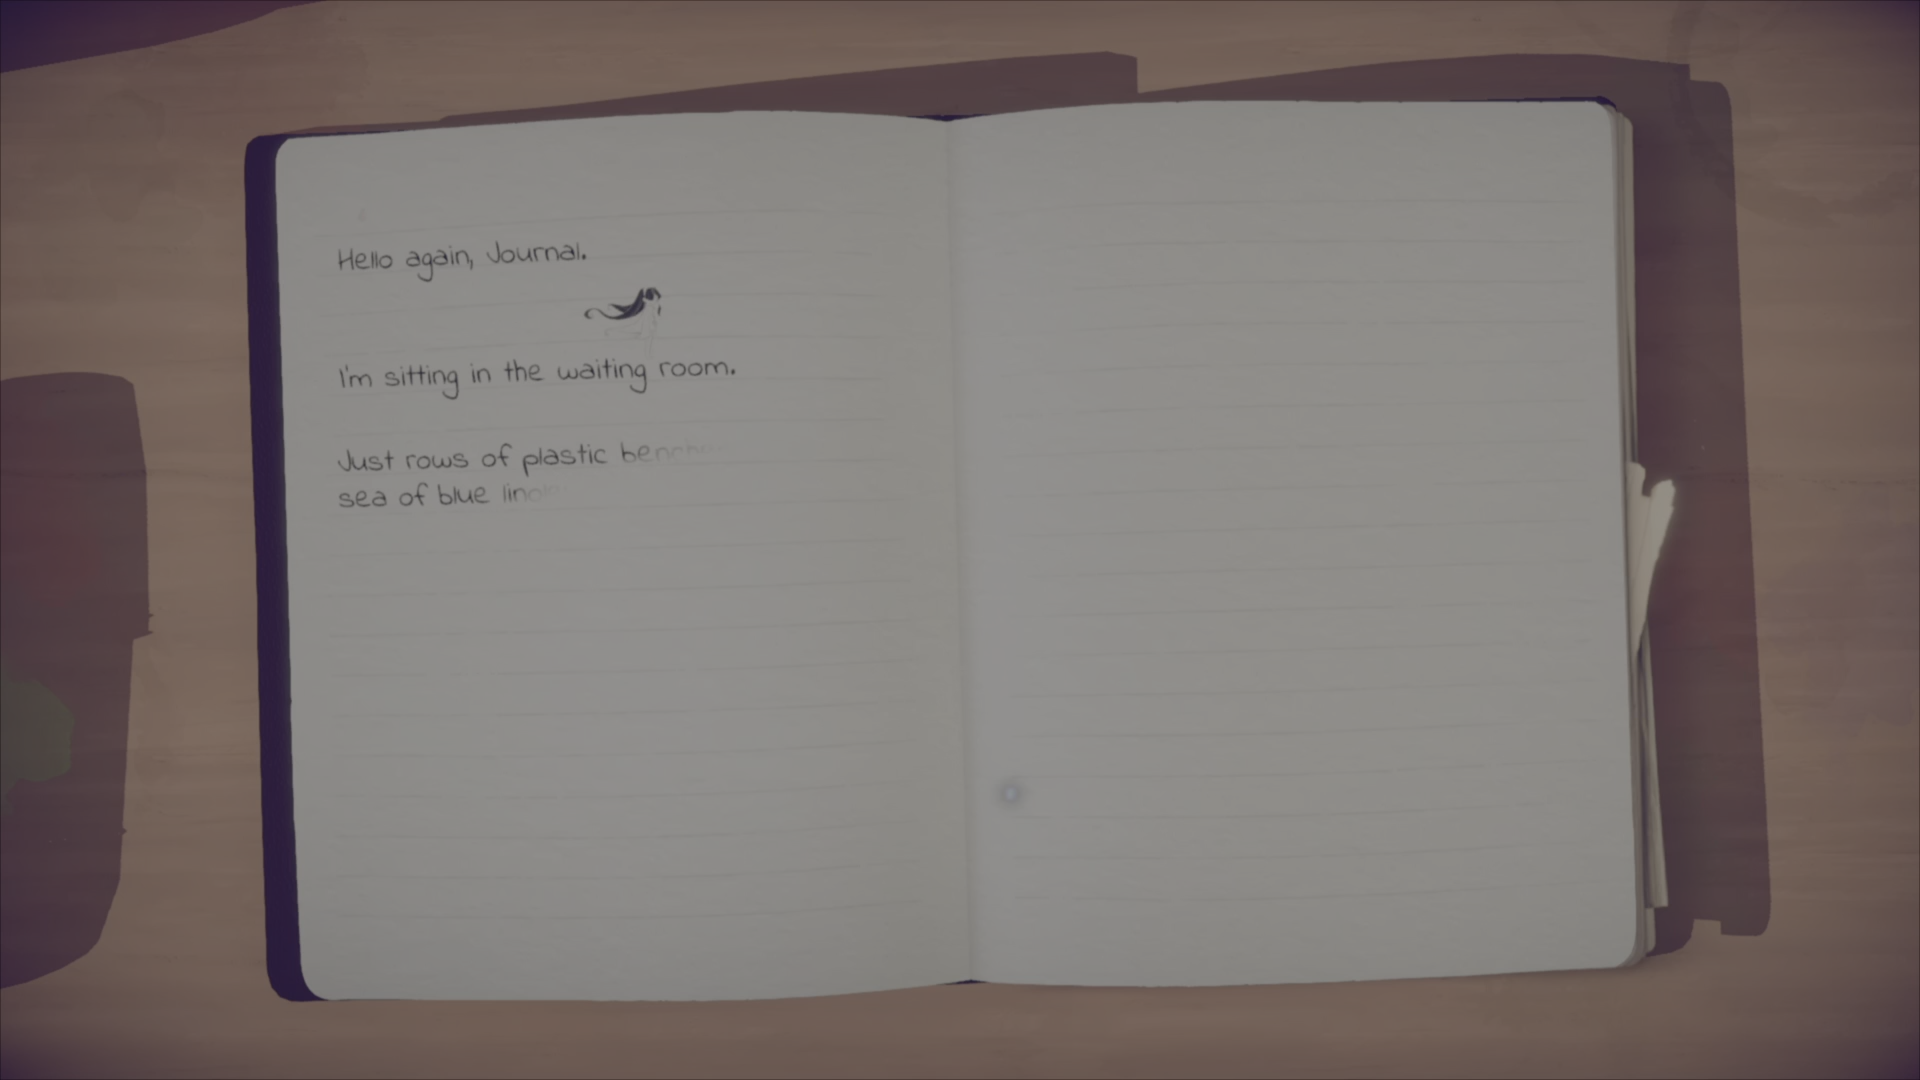 Hello again, Journal.
I'm sitting in the waiting room.
Just rows of plastic
sea of blue